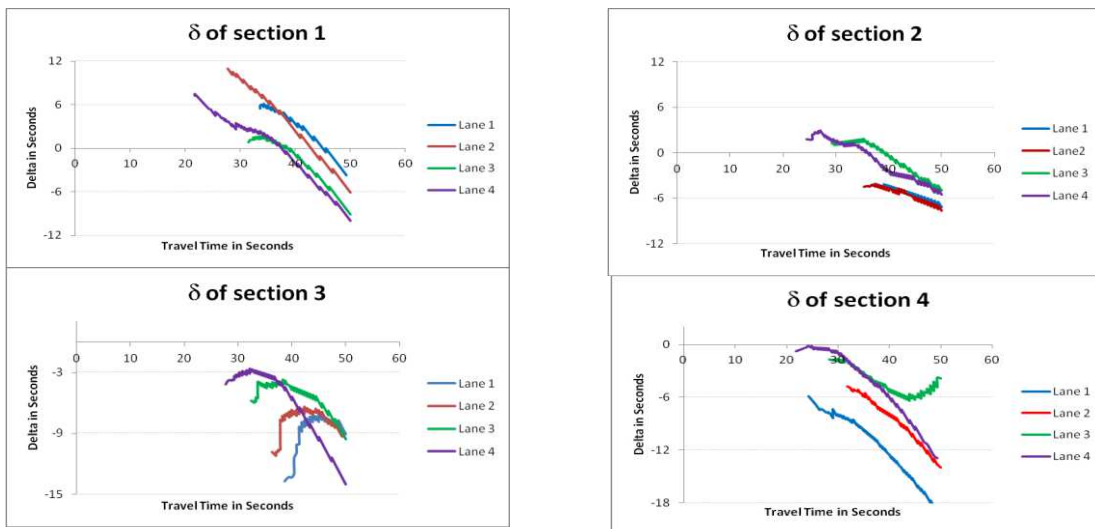 δ of section 1
12
6
0
-6
-12
0 10 20 30 40 50 60
Delta in Seconds
Travel Time in Seconds
Lane 1
Lane 2
Lane 3
Lane 4
δ of section 2
12
6
0
-6
-12
0 10 20 30 40 50 60
Delta in Seconds
Travel Time in Seconds
Lane 1
Lane2
Lane 3
Lane 4
δ of section 3
0 10 20 30 40 50 60
-3
-9
-15
Delta in Seconds
Travel Time in Seconds
Lane 1
Lane 2
Lane 3
Lane 4
δ of section 4
0
0 10 20 30 40 50 60
-6
-12
-18
Delta in Seconds
Travel Time in Seconds
Lane 1
Lane 2
Lane 3
Lane 4